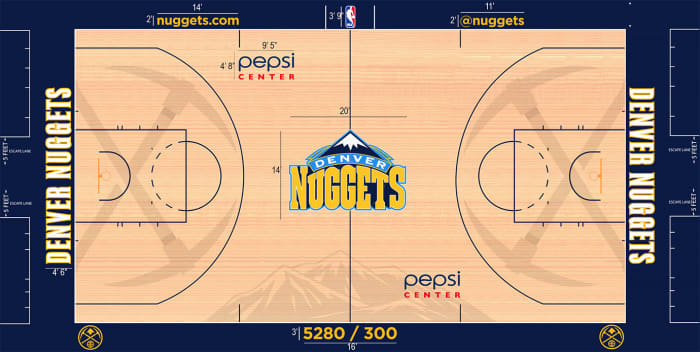 14'
2'
nuggets.com
3' 9"
11'
2'
@nuggets
9' 5"
4' 8"
pepsi
CENTER
20'
14
DENVER
NUGGETS
DENVER NUGGETS
DENVER NUGGETS
5 FEET
ESCAPE LANE
5 FEET
5 FEET
ESCAPE LANE
ESCAPE LANE
5 FEET
4' 6"
pepsi
CENTER
3'
5280 / 300
16'